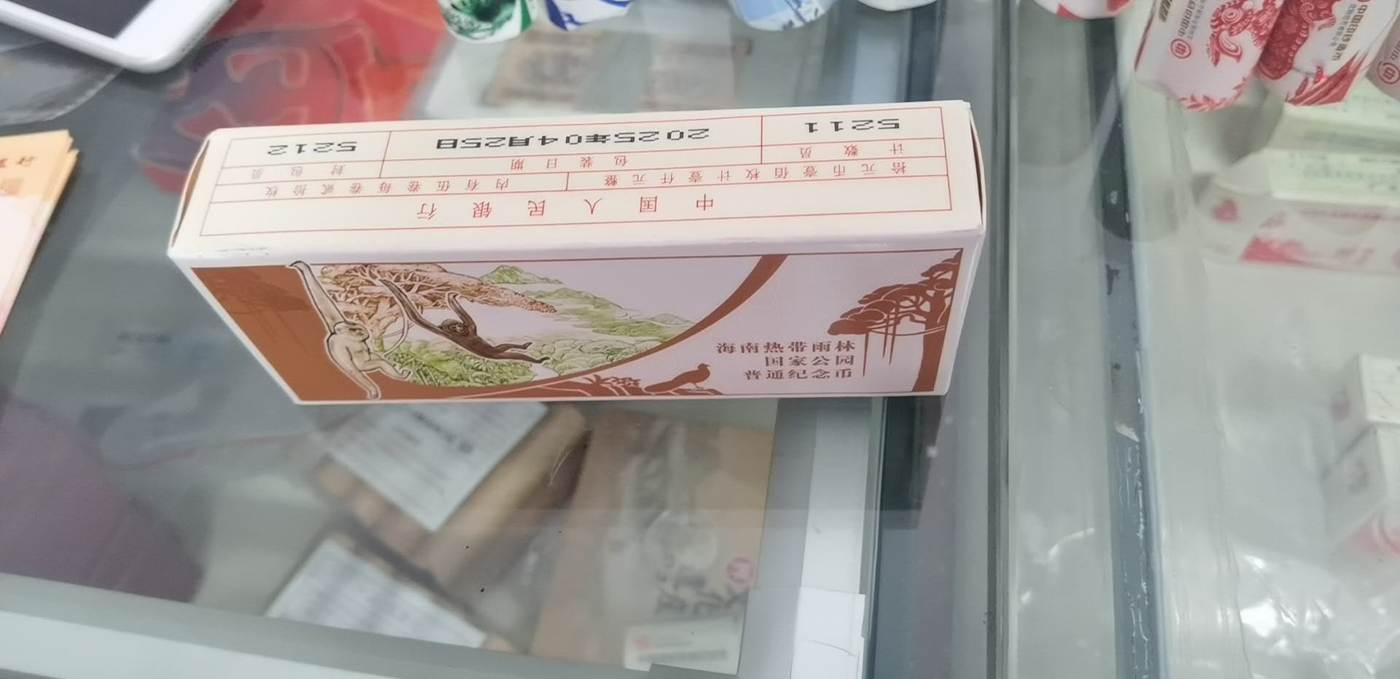 中国人民银行
拾元币壹佰枚计壹仟元整 内有伍卷每卷贰拾枚
计数员 包装日期 封包员
5211 2025年04月25日 5212
海南热带雨林
国家公园
普通纪念币